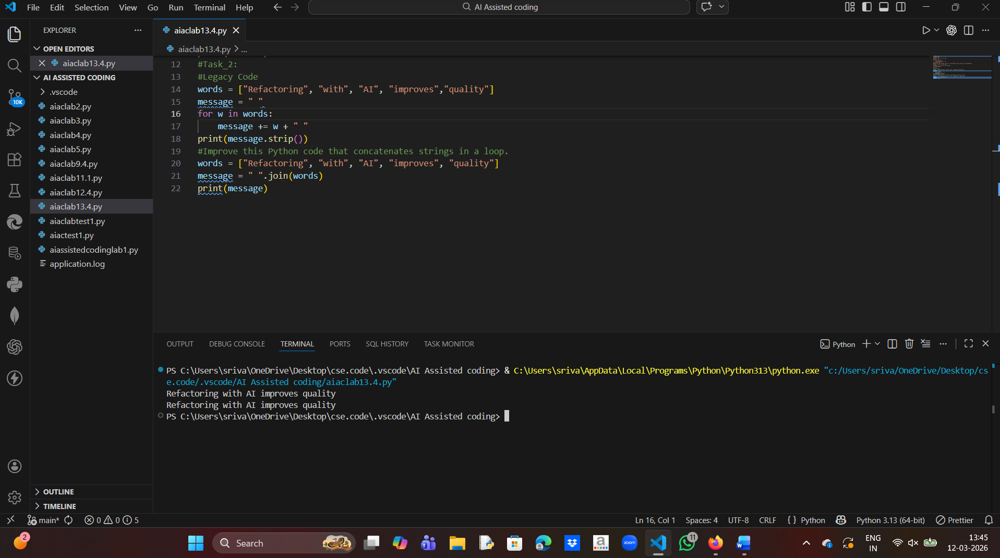 File Edit Selection View Go Run Terminal Help
AI Assisted coding
EXPLORER
OPEN EDITORS
aiaclab13.4.py
AI ASSISTED CODING
.vscode
aiaclab2.py
aiaclab3.py
aiaclab4.py
aiaclab5.py
aiaclab9.4.py
aiaclab11.1.py
aiaclab12.4.py
aiaclab13.4.py
aiaclabtest1.py
aiactest1.py
aiassistedcodinglab1.py
application.log
OUTLINE
TIMELINE
10K
aiaclab13.4.py
aiaclab13.4.py > ...
12 #Task_2:
13 #Legacy Code
14 words = ["Refactoring", "with", "AI", "improves","quality"]
15 message = " "
16 for w in words:
17     message += w + " "
18 print(message.strip())
19 #Improve this Python code that concatenates strings in a loop.
20 words = ["Refactoring", "with", "AI", "improves", "quality"]
21 message = " ".join(words)
22 print(message)
OUTPUT DEBUG CONSOLE TERMINAL PORTS SQL HISTORY TASK MONITOR
Python
PS C:\Users\sriva\OneDrive\Desktop\cse.code\.vscode\AI Assisted coding> & C:\Users\sriva\AppData\Local\Programs\Python\Python313\python.exe "c:/Users/sriva/OneDrive/Desktop/cs
e.code/.vscode/AI Assisted coding/aiaclab13.4.py"
Refactoring with AI improves quality
Refactoring with AI improves quality
PS C:\Users\sriva\OneDrive\Desktop\cse.code\.vscode\AI Assisted coding>
main* 0 0 5
Ln 16, Col 1 Spaces: 4 UTF-8 CRLF { } Python Python 3.13 (64-bit) Prettier
2
Search
zoom
11
ENG
IN
13:45
12-03-2026